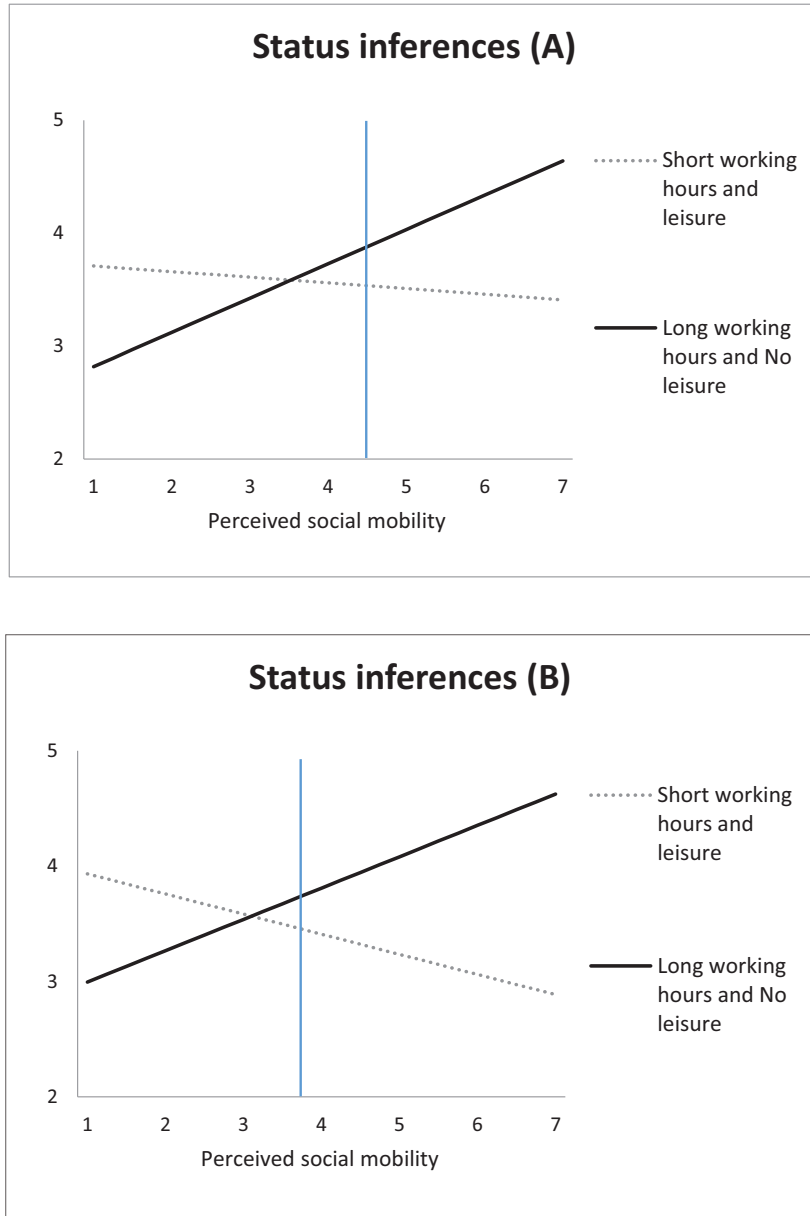 Status inferences (A)
5
4
3
2
1 2 3 4 5 6 7
Perceived social mobility
Short working
hours and
leisure
Long working
hours and No
leisure
Status inferences (B)
5
4
3
2
1 2 3 4 5 6 7
Perceived social mobility
Short working
hours and
leisure
Long working
hours and No
leisure